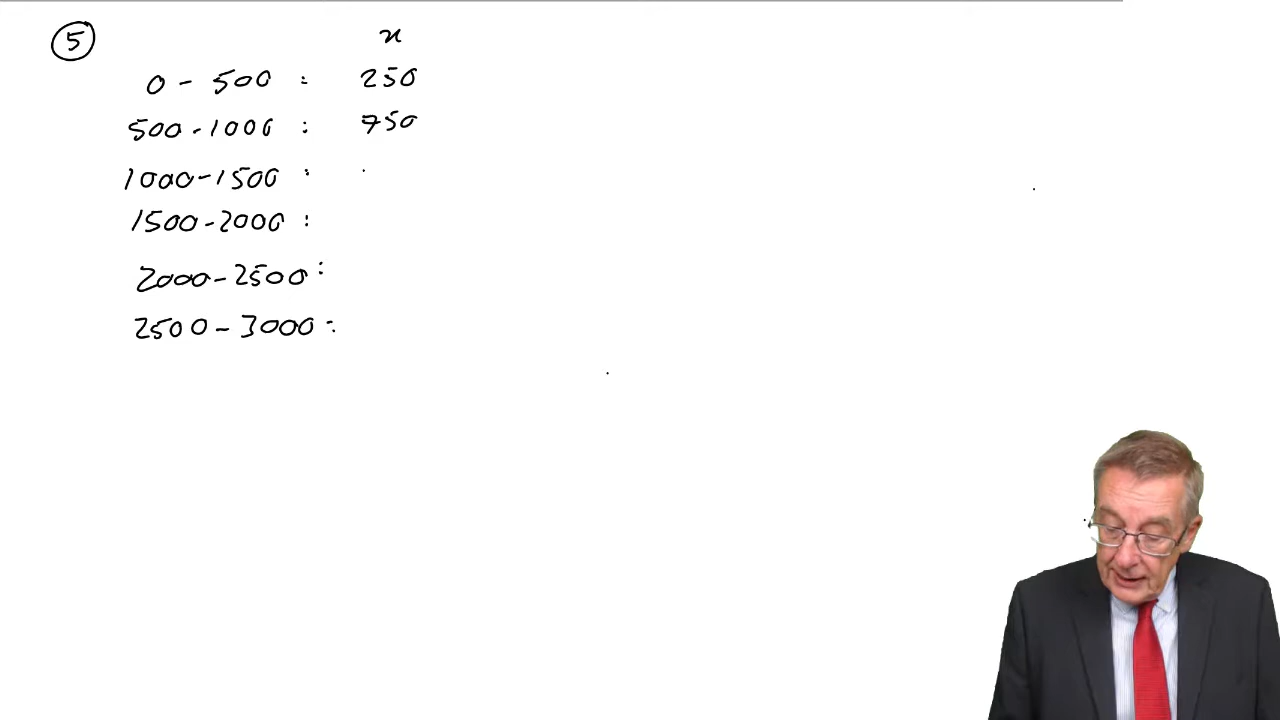 5
x
0 - 500 : 250
500 - 1000 : 750
1000 - 1500 :
1500 - 2000 :
2000 - 2500 :
2500 - 3000 :